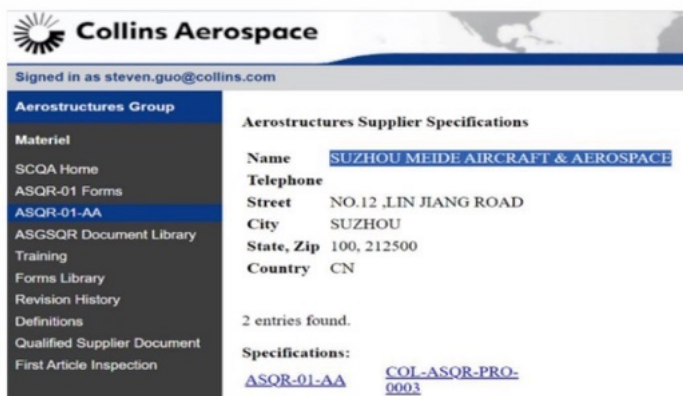 Collins Aerospace
Signed in as steven.guo@collins.com
Aerostructures Group
Materiel
SCQA Home
ASQR-01 Forms
ASQR-01-AA
ASGSQR Document Library
Training
Forms Library
Revision History
Definitions
Qualified Supplier Document
First Article Inspection
Aerostructures Supplier Specifications
Name SUZHOU MEIDE AIRCRAFT & AEROSPACE
Telephone
Street NO.12 ,LIN JIANG ROAD
City SUZHOU
State, Zip 100, 212500
Country CN
2 entries found.
Specifications:
ASQR-01-AA COL-ASQR-PRO-
0003